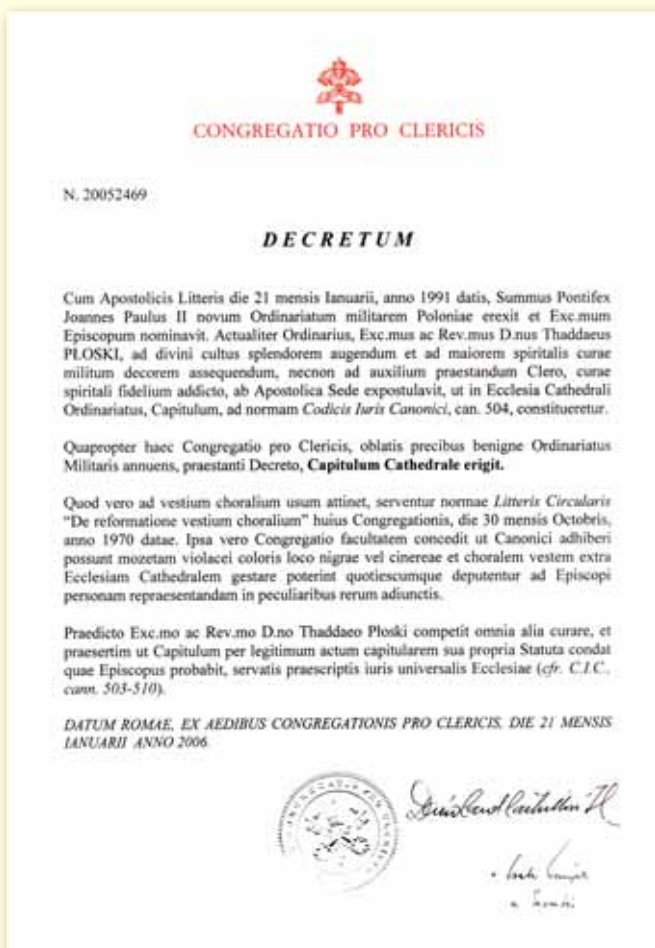 CONGREGATIO PRO CLERICIS
N. 20052469
DECRETUM
Cum Apostolicis Litteris die 21 mensis Ianuarii, anno 1991 datis, Summus Pontifex
Joannes Paulus II novum Ordinariatum militarem Poloniae erexit et Exc.mum
Episcopum nominavit. Actualiter Ordinarius, Exc.mus ac Rev.mus D.nus Thaddaeus
PŁOSKI, ad divini cultus splendorem augendum et ad maiorem spiritalis curae
militum decorem assequendum, necnon ad auxilium praestandum Clero, curae
spiritali fidelium addicto, ab Apostolica Sede expostulavit, ut in Ecclesia Cathedrali
Ordinariatus, Capitulum, ad normam Codicis Iuris Canonici, can. 504, constitueretur.
Quapropter haec Congregatio pro Clericis, oblatis precibus benigne Ordinariatus
Militaris annuens, praestanti Decreto, Capitulum Cathedrale erigit.
Quod vero ad vestium choralium usum attinet, serventur normae Litteris Circularis
"De reformatione vestium choralium" huius Congregationis, die 30 mensis Octobris,
anno 1970 datae. Ipsa vero Congregatio facultatem concedit ut Canonici adhiberi
possunt mozetam violacei coloris loco nigrae vel cinereae et choralem vestem extra
Ecclesiam Cathedralem gestare poterint quotiescumque deputentur ad Episcopi
personam repraesentandam in peculiaribus rerum adiunctis.
Praedicto Exc.mo ac Rev.mo D.no Thaddaeo Płoski competit omnia alia curare, et
praesertim ut Capitulum per legitimum actum capitularem sua propria Statuta condat
quae Episcopus probabit, servatis praescriptis iuris universalis Ecclesiae (cfr. C.I.C.,
cann. 503-510).
DATUM ROMAE, EX AEDIBUS CONGREGATIONIS PRO CLERICIS, DIE 21 MENSIS
IANUARII ANNO 2006.